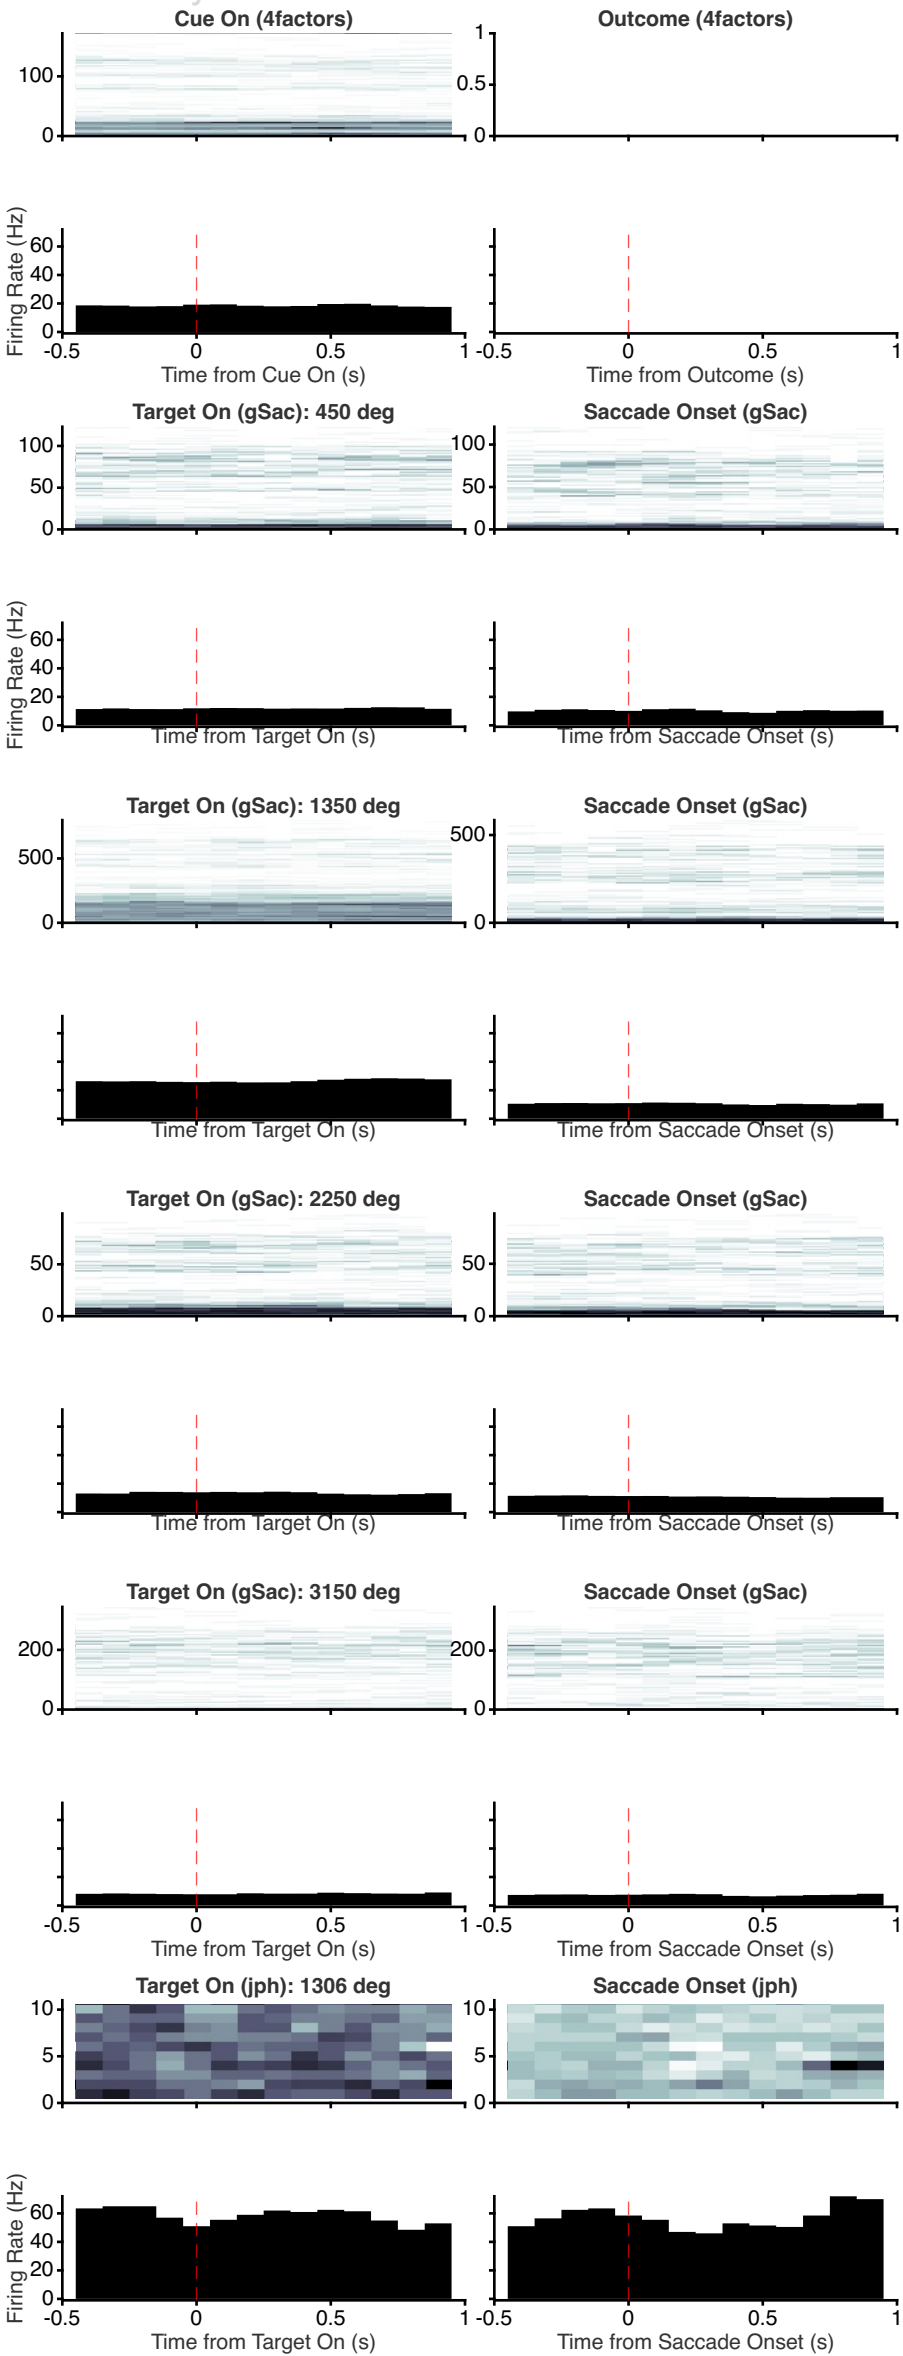 Cue On (4factors) Outcome (4factors)
100
0
1
0.5
0
Firing Rate (Hz)
60
40
20
0
-0.5 0 0.5 1 -0.5 0 0.5 1
Time from Cue On (s) Time from Outcome (s)
Target On (gSac): 450 deg Saccade Onset (gSac)
100
50
0
100
50
0
Firing Rate (Hz)
60
40
20
0
Time from Target On (s) Time from Saccade Onset (s)
Target On (gSac): 1350 deg Saccade Onset (gSac)
500
0
500
0
Time from Target On (s) Time from Saccade Onset (s)
Target On (gSac): 2250 deg Saccade Onset (gSac)
50
0
50
0
Time from Target On (s) Time from Saccade Onset (s)
Target On (gSac): 3150 deg Saccade Onset (gSac)
200
0
200
0
-0.5 0 0.5 1 -0.5 0 0.5 1
Time from Target On (s) Time from Saccade Onset (s)
Target On (jph): 1306 deg Saccade Onset (jph)
10
5
0
10
5
0
Firing Rate (Hz)
60
40
20
0
-0.5 0 0.5 1 -0.5 0 0.5 1
Time from Target On (s) Time from Saccade Onset (s)